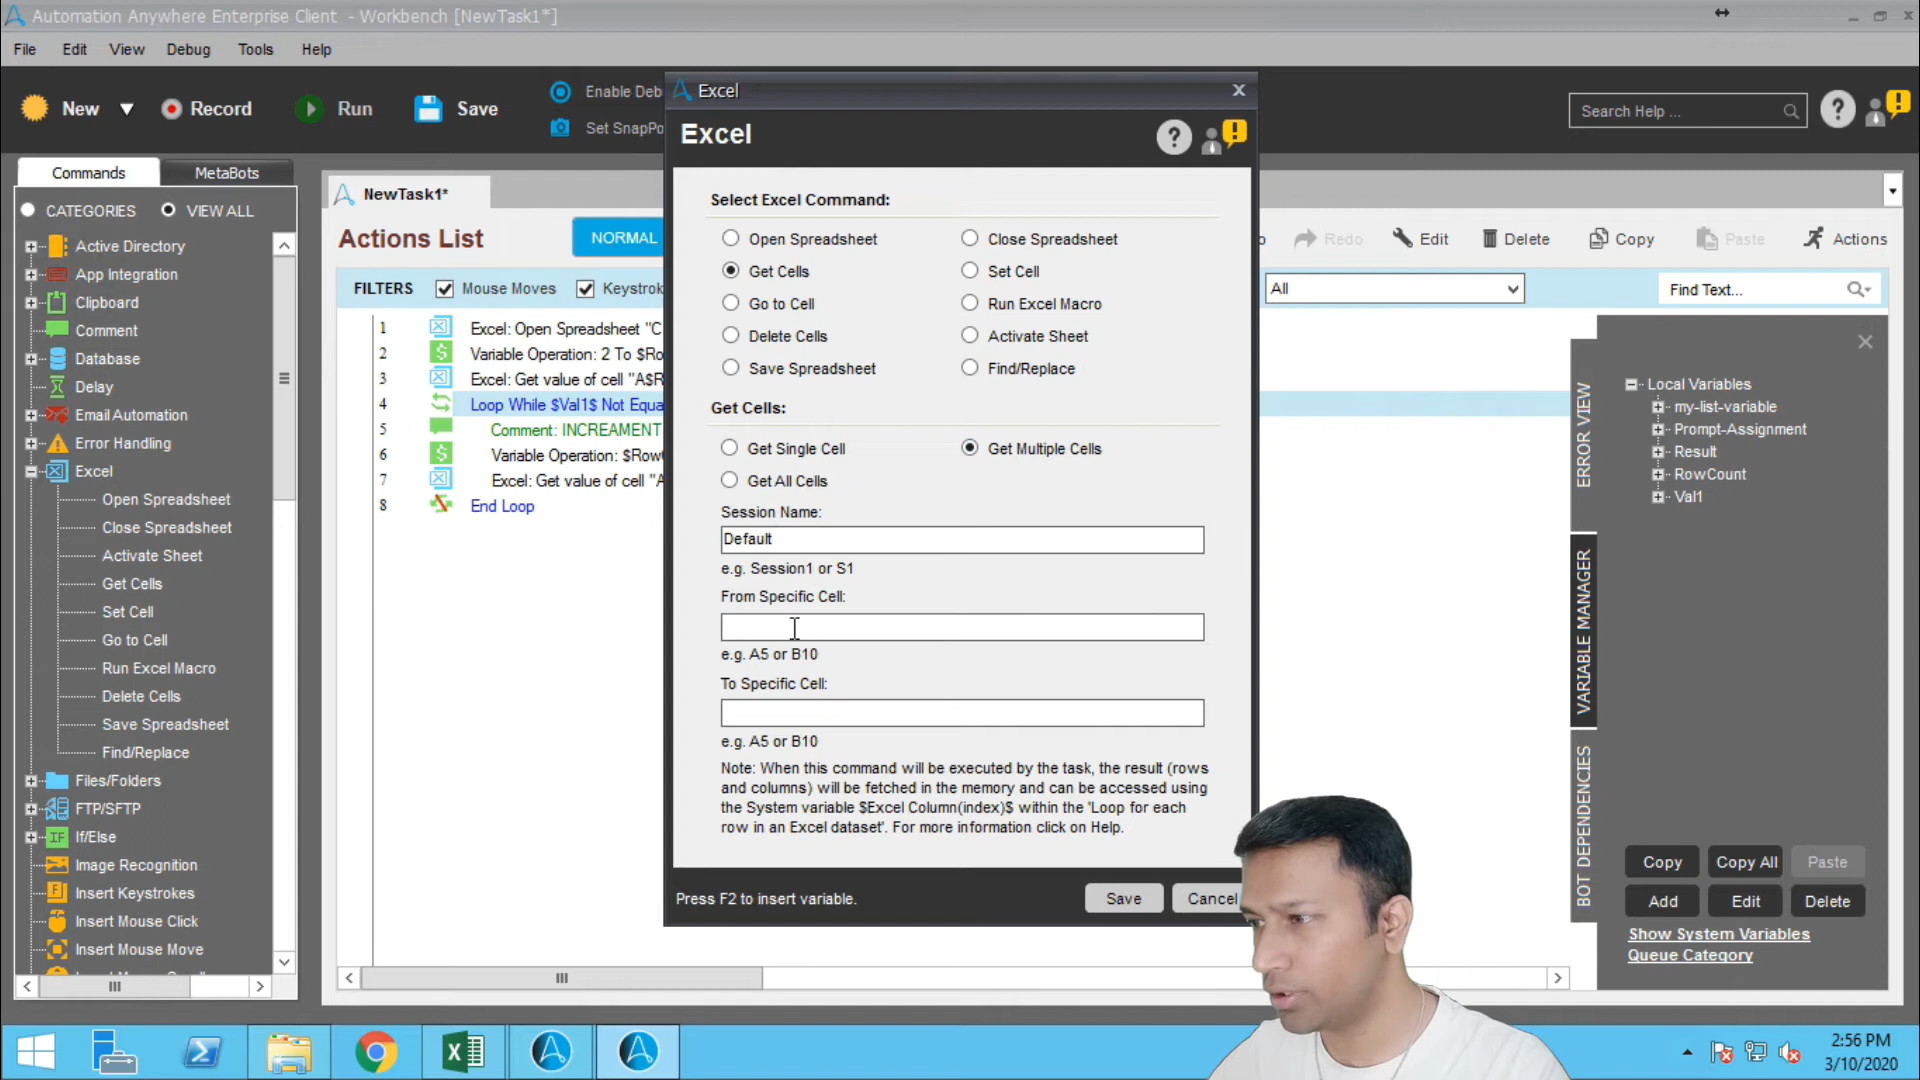 Automation Anywhere Enterprise Client - Workbench [NewTask1*]
File Edit View Debug Tools Help
New Record Run Save
Enable Deb
Set SnapPo
Search Help ...
Commands MetaBots
CATEGORIES VIEW ALL
Active Directory
App Integration
Clipboard
Comment
Database
Delay
Email Automation
Error Handling
Excel
Open Spreadsheet
Close Spreadsheet
Activate Sheet
Get Cells
Set Cell
Go to Cell
Run Excel Macro
Delete Cells
Save Spreadsheet
Find/Replace
Files/Folders
FTP/SFTP
If/Else
Image Recognition
Insert Keystrokes
Insert Mouse Click
Insert Mouse Move
NewTask1*
Actions List NORMAL
Redo Edit Delete Copy Paste Actions
FILTERS Mouse Moves Keystrok
All Find Text...
1 Excel: Open Spreadsheet "C
2 Variable Operation: 2 To $Ro
3 Excel: Get value of cell "A$R
4 Loop While $Val1$ Not Equa
5 Comment: INCREAMENT
6 Variable Operation: $Row
7 Excel: Get value of cell "A
8 End Loop
Excel
Excel
Select Excel Command:
Open Spreadsheet Close Spreadsheet
Get Cells Set Cell
Go to Cell Run Excel Macro
Delete Cells Activate Sheet
Save Spreadsheet Find/Replace
Get Cells:
Get Single Cell Get Multiple Cells
Get All Cells
Session Name:
Default
e.g. Session1 or S1
From Specific Cell:
e.g. A5 or B10
To Specific Cell:
e.g. A5 or B10
Note: When this command will be executed by the task, the result (rows
and columns) will be fetched in the memory and can be accessed using
the System variable $Excel Column(index)$ within the 'Loop for each
row in an Excel dataset'. For more information click on Help.
Press F2 to insert variable.
Save Cancel
ERROR VIEW
VARIABLE MANAGER
BOT DEPENDENCIES
Local Variables
my-list-variable
Prompt-Assignment
Result
RowCount
Val1
Copy Copy All Paste
Add Edit Delete
Show System Variables
Queue Category
2:56 PM
3/10/2020